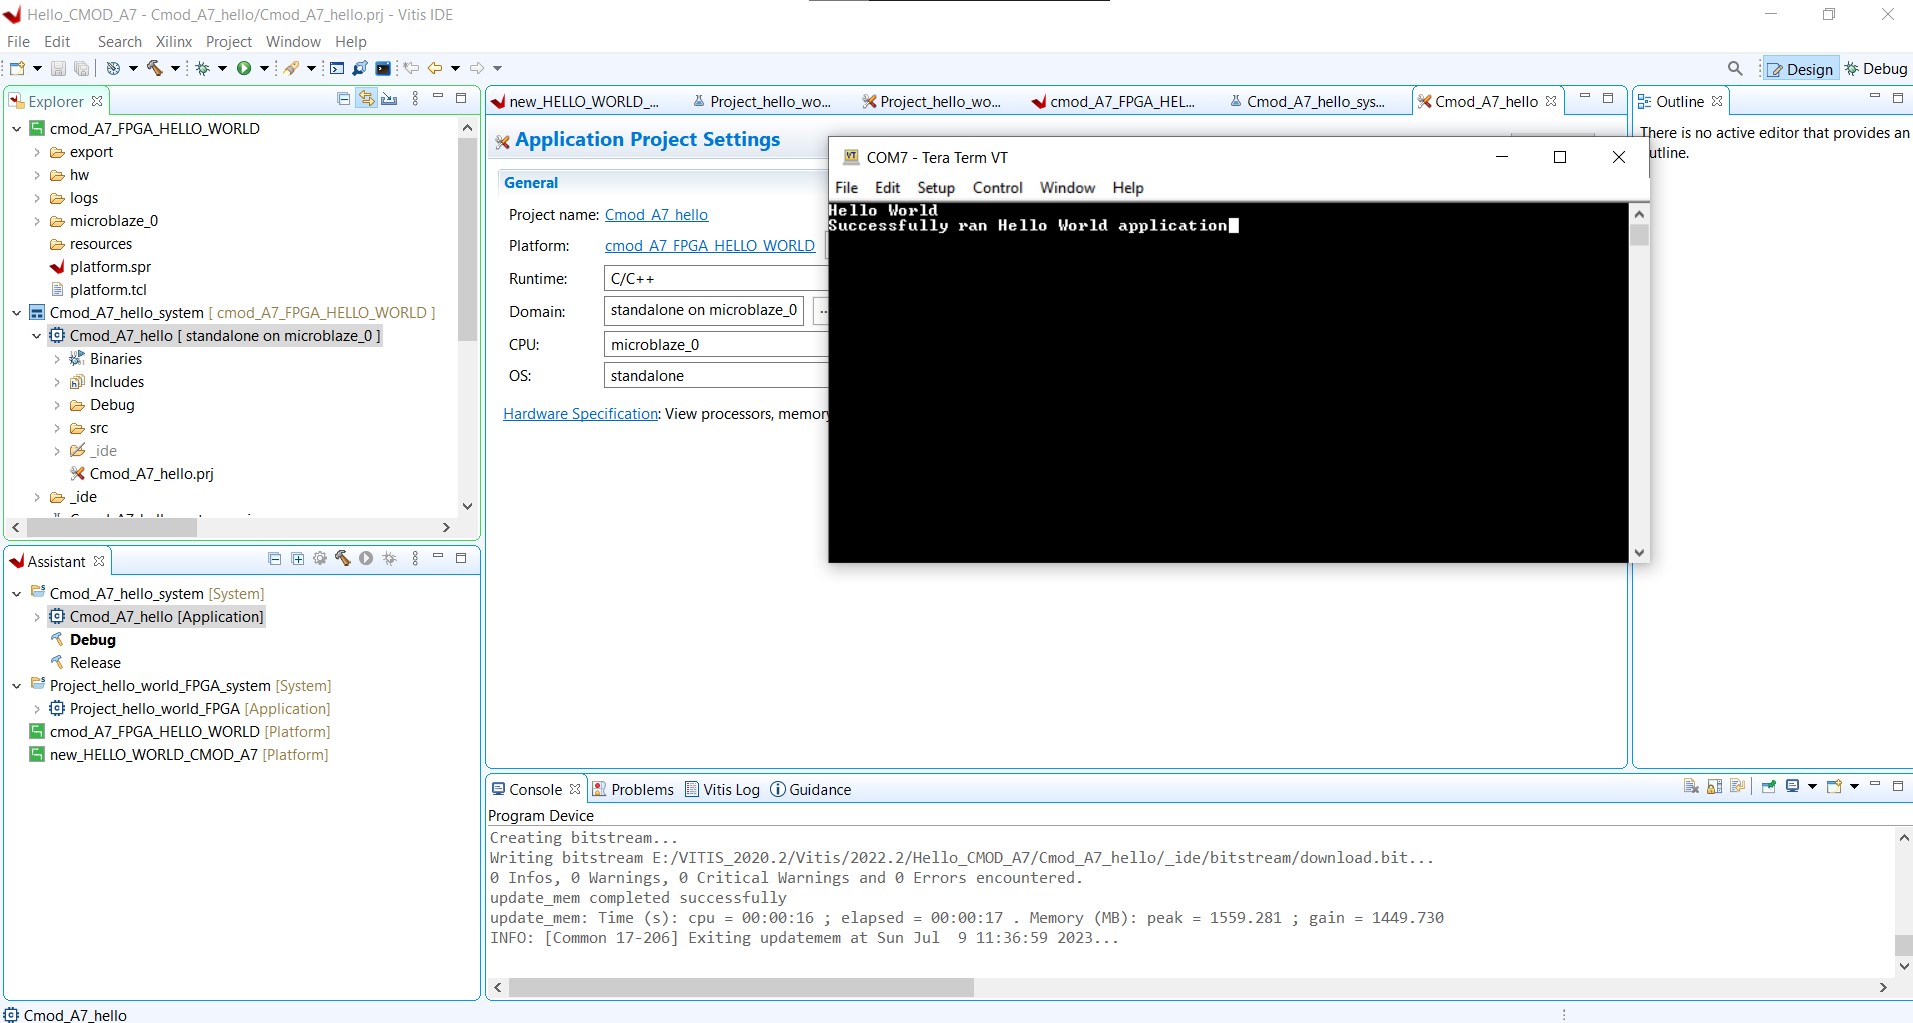 Hello_CMOD_A7 - Cmod_A7_hello/Cmod_A7_hello.prj - Vitis IDE
File Edit Search Xilinx Project Window Help
Design Debug
Explorer
cmod_A7_FPGA_HELLO_WORLD
export
hw
logs
microblaze_0
resources
platform.spr
platform.tcl
Cmod_A7_hello_system [ cmod_A7_FPGA_HELLO_WORLD ]
Cmod_A7_hello [ standalone on microblaze_0 ]
Binaries
Includes
Debug
src
_ide
Cmod_A7_hello.prj
_ide
Assistant
Cmod_A7_hello_system [System]
Cmod_A7_hello [Application]
Debug
Release
Project_hello_world_FPGA_system [System]
Project_hello_world_FPGA [Application]
cmod_A7_FPGA_HELLO_WORLD [Platform]
new_HELLO_WORLD_CMOD_A7 [Platform]
new_HELLO_WORLD_... Project_hello_wo... Project_hello_wo... cmod_A7_FPGA_HEL... Cmod_A7_hello_sys... Cmod_A7_hello
Application Project Settings
General
Project name: Cmod_A7_hello
Platform: cmod_A7_FPGA_HELLO_WORLD
Runtime: C/C++
Domain: standalone on microblaze_0
CPU: microblaze_0
OS: standalone
Hardware Specification: View processors, memory
COM7 - Tera Term VT
File Edit Setup Control Window Help
Hello World
Successfully ran Hello World application
Outline
There is no active editor that provides an
utline.
Console Problems Vitis Log Guidance
Program Device
Creating bitstream...
Writing bitstream E:/VITIS_2020.2/Vitis/2022.2/Hello_CMOD_A7/Cmod_A7_hello/_ide/bitstream/download.bit...
0 Infos, 0 Warnings, 0 Critical Warnings and 0 Errors encountered.
update_mem completed successfully
update_mem: Time (s): cpu = 00:00:16 ; elapsed = 00:00:17 . Memory (MB): peak = 1559.281 ; gain = 1449.730
INFO: [Common 17-206] Exiting updatemem at Sun Jul  9 11:36:59 2023...
Cmod_A7_hello